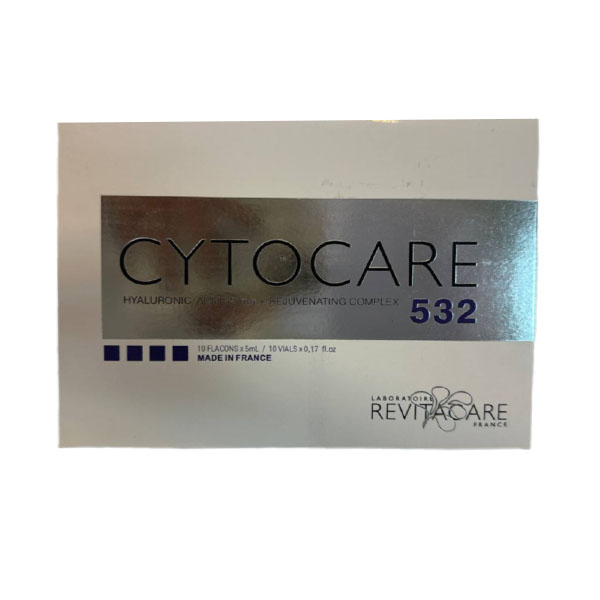 CYTOCARE
HYALURONIC REJUVENATING COMPLEX
532
10 FLACONS x 5mL / 10 VIALS x 0,17 fl.oz
MADE IN FRANCE
LABORATOIRE
REVITACARE
FRANCE